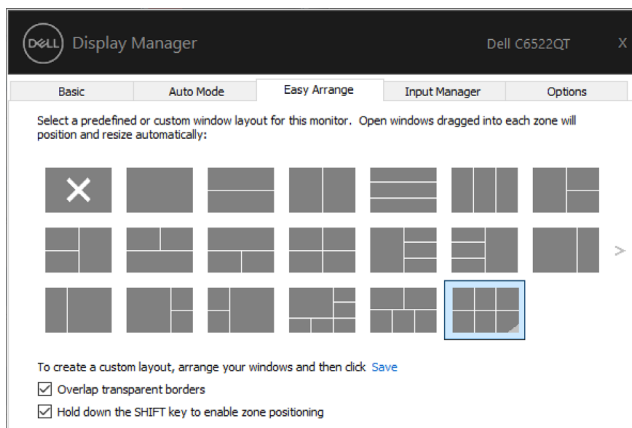 DELL Display Manager Dell C6522QT X
Basic Auto Mode Easy Arrange Input Manager Options
Select a predefined or custom window layout for this monitor. Open windows dragged into each zone will
position and resize automatically:
>
To create a custom layout, arrange your windows and then click Save
Overlap transparent borders
Hold down the SHIFT key to enable zone positioning